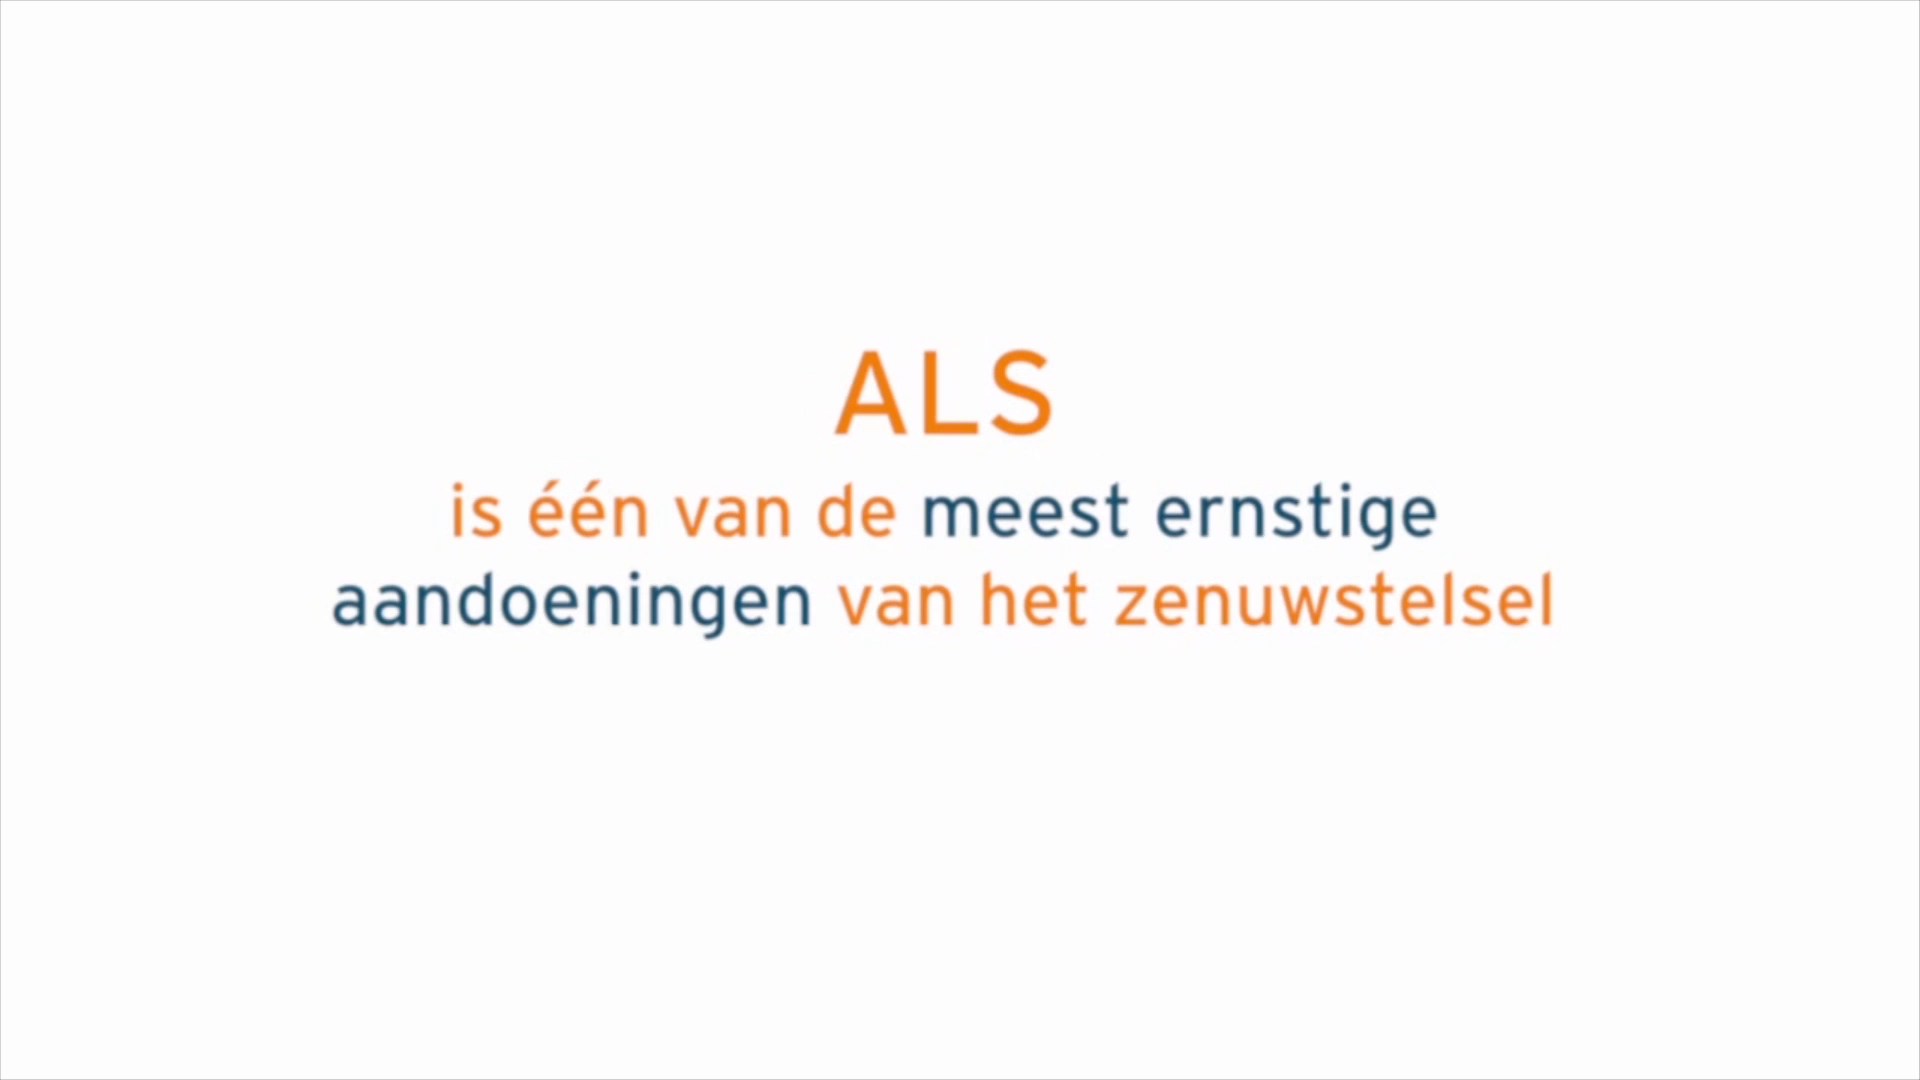 ALS
is één van de meest ernstige
aandoeningen van het zenuwstelsel